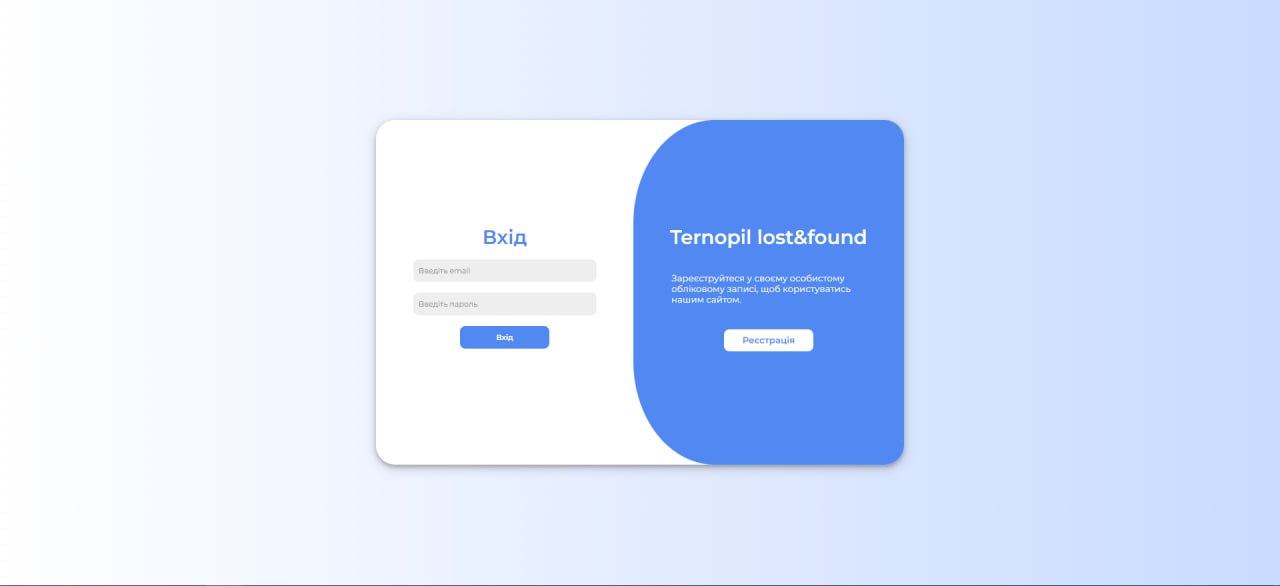 Вхід
Введіть email
Введіть пароль
Вхід
Ternopil lost&found
Зареєструйтеся у своєму особистому
обліковому записі, щоб користуватись
нашим сайтом.
Реєстрація